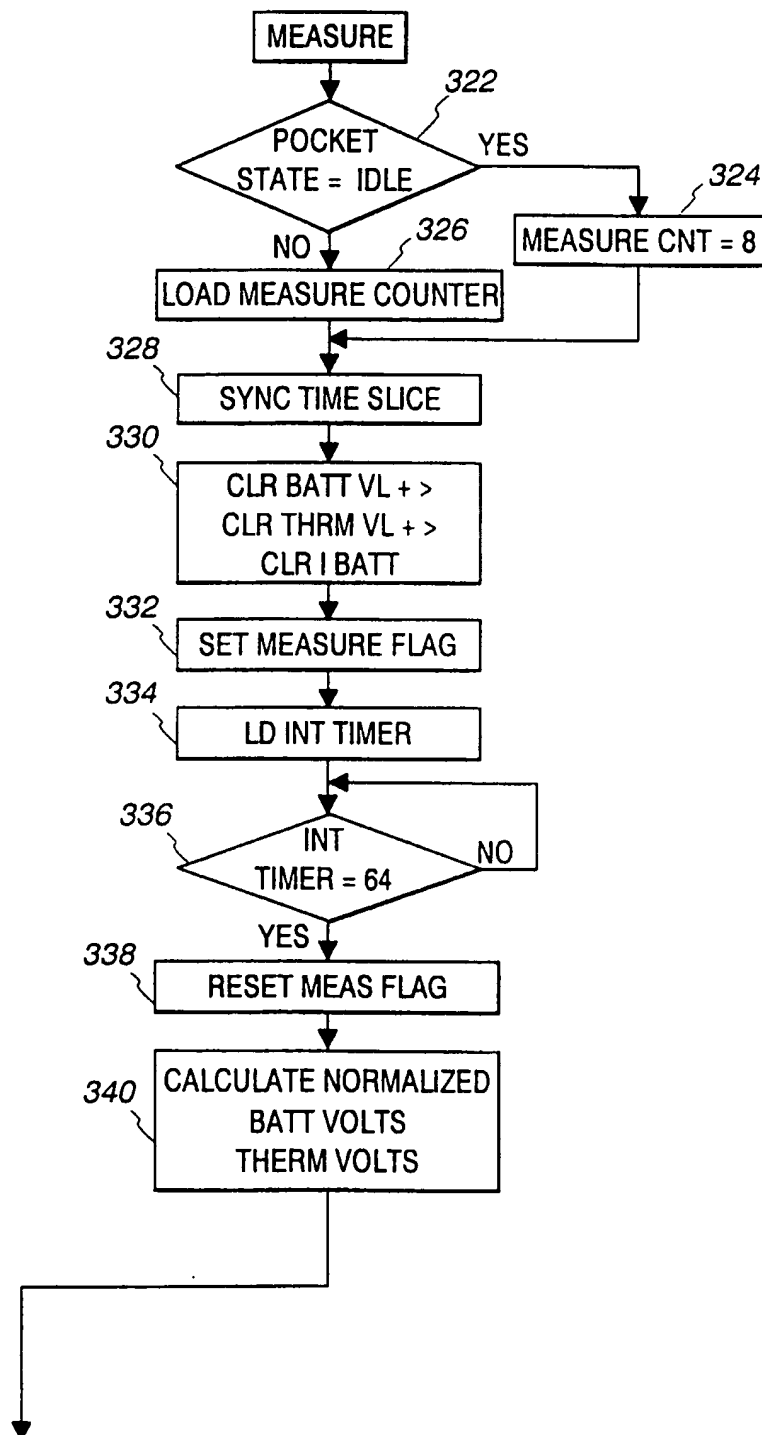 MEASURE
322
POCKET
STATE = IDLE
YES
324
MEASURE CNT = 8
NO
326
LOAD MEASURE COUNTER
328
SYNC TIME SLICE
330
CLR BATT VL + >
CLR THRM VL + >
CLR I BATT
332
SET MEASURE FLAG
334
LD INT TIMER
336
INT
TIMER = 64
NO
YES
338
RESET MEAS FLAG
340
CALCULATE NORMALIZED
BATT VOLTS
THERM VOLTS